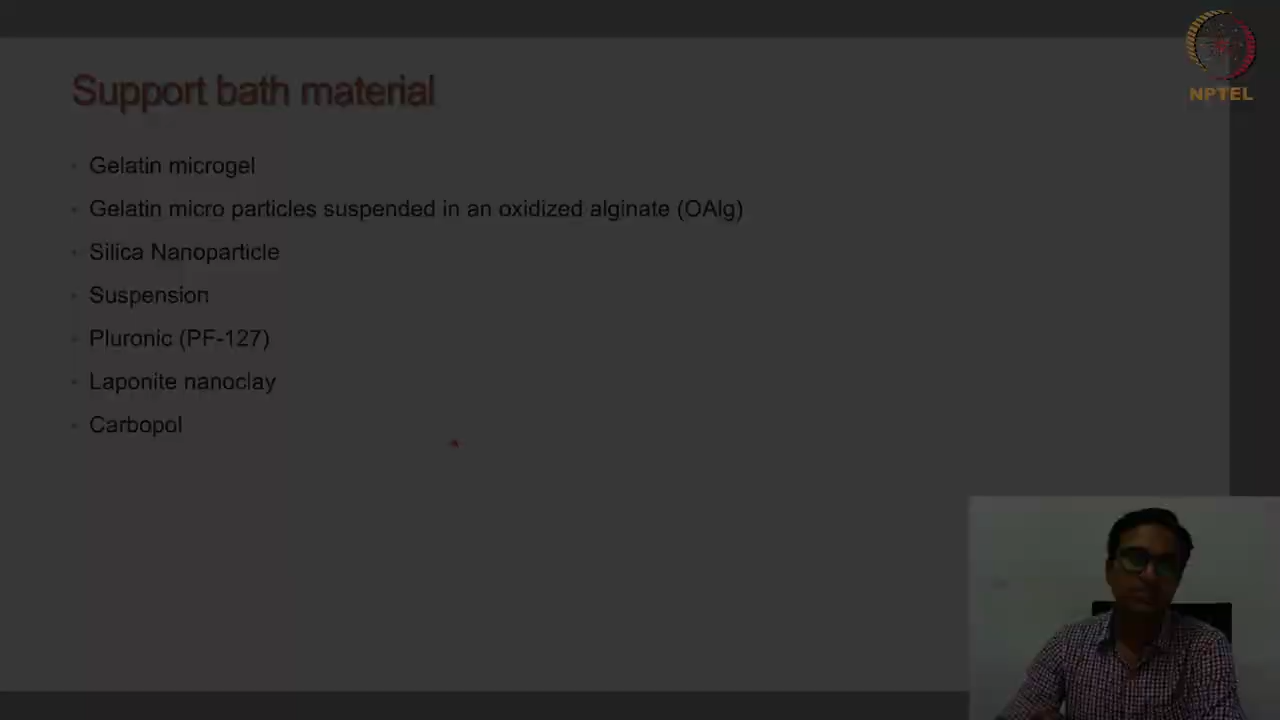 NPTEL
Support bath material
Gelatin microgel
Gelatin micro particles suspended in an oxidized alginate (OAlg)
Silica Nanoparticle
Suspension
Pluronic (PF-127)
Laponite nanoclay
Carbopol